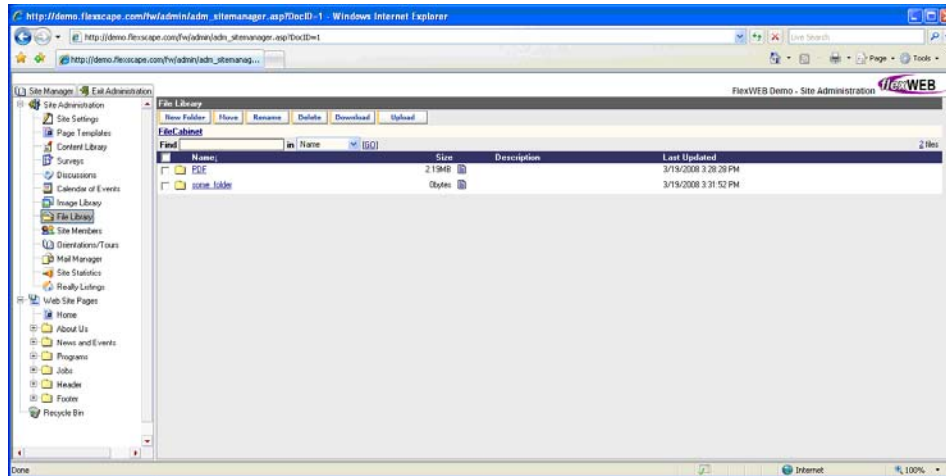 http://demo.flexscape.com/fw/admin/adm_sitemanager.asp?DocID=1 - Windows Internet Explorer
http://demo.flexscape.com/fw/admin/adm_sitemanager.asp?DocID=1
Live Search
http://demo.flexscape.com/fw/admin/adm_sitemanag...
Page
Tools
Site Manager
Exit Administration
FlexWEB Demo - Site Administration
flexWEB
Site Administration
Site Settings
Page Templates
Content Library
Surveys
Discussions
Calendar of Events
Image Library
File Library
Site Members
Orientations/Tours
Mail Manager
Site Statistics
Realty Listings
Web Site Pages
Home
About Us
News and Events
Programs
Jobs
Header
Footer
Recycle Bin
File Library
New Folder Move Rename Delete Download Upload
FileCabinet
Find in Name [GO] 2 files
Name Size Description Last Updated
PDF 2.19MB 3/19/2008 3:28:28 PM
some_folder 0bytes 3/19/2008 3:31:52 PM
Done Internet 100%